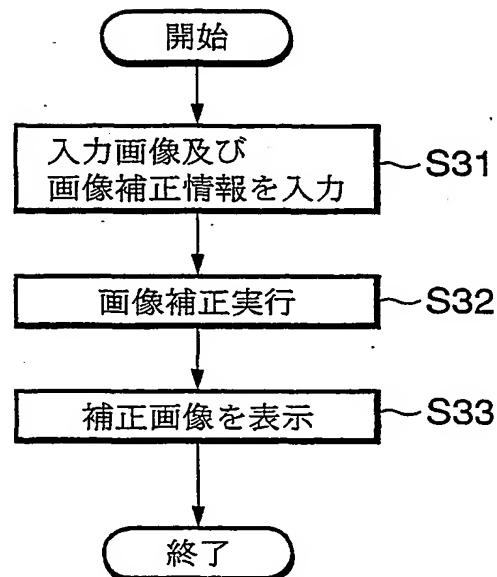 開始
入力画像及び
画像補正情報を入力
S31
画像補正実行
S32
補正画像を表示
S33
終了